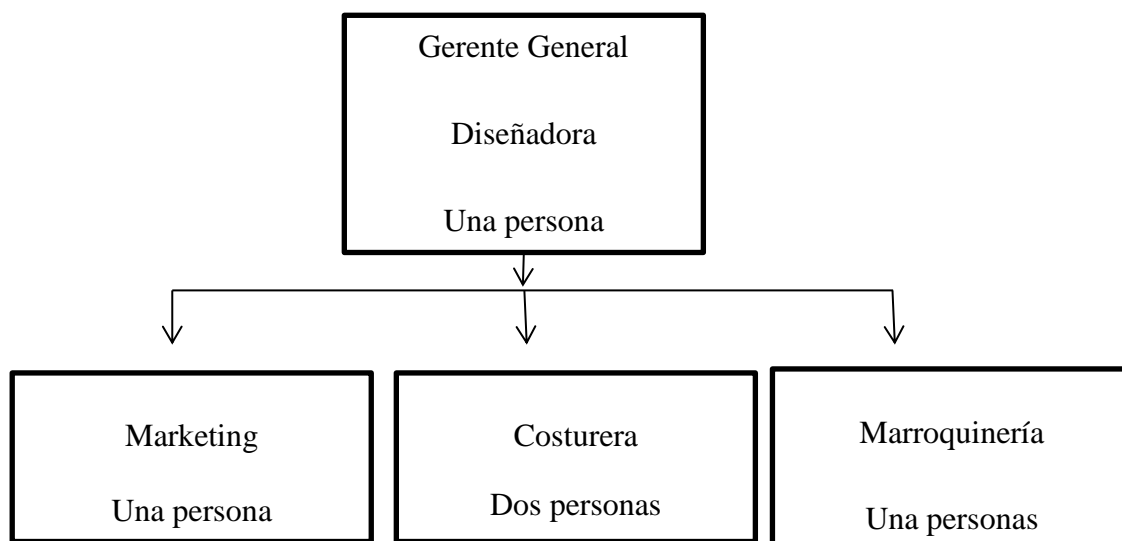 Gerente General
Diseñadora
Una persona
Marketing
Una persona
Costurera
Dos personas
Marroquinería
Una personas